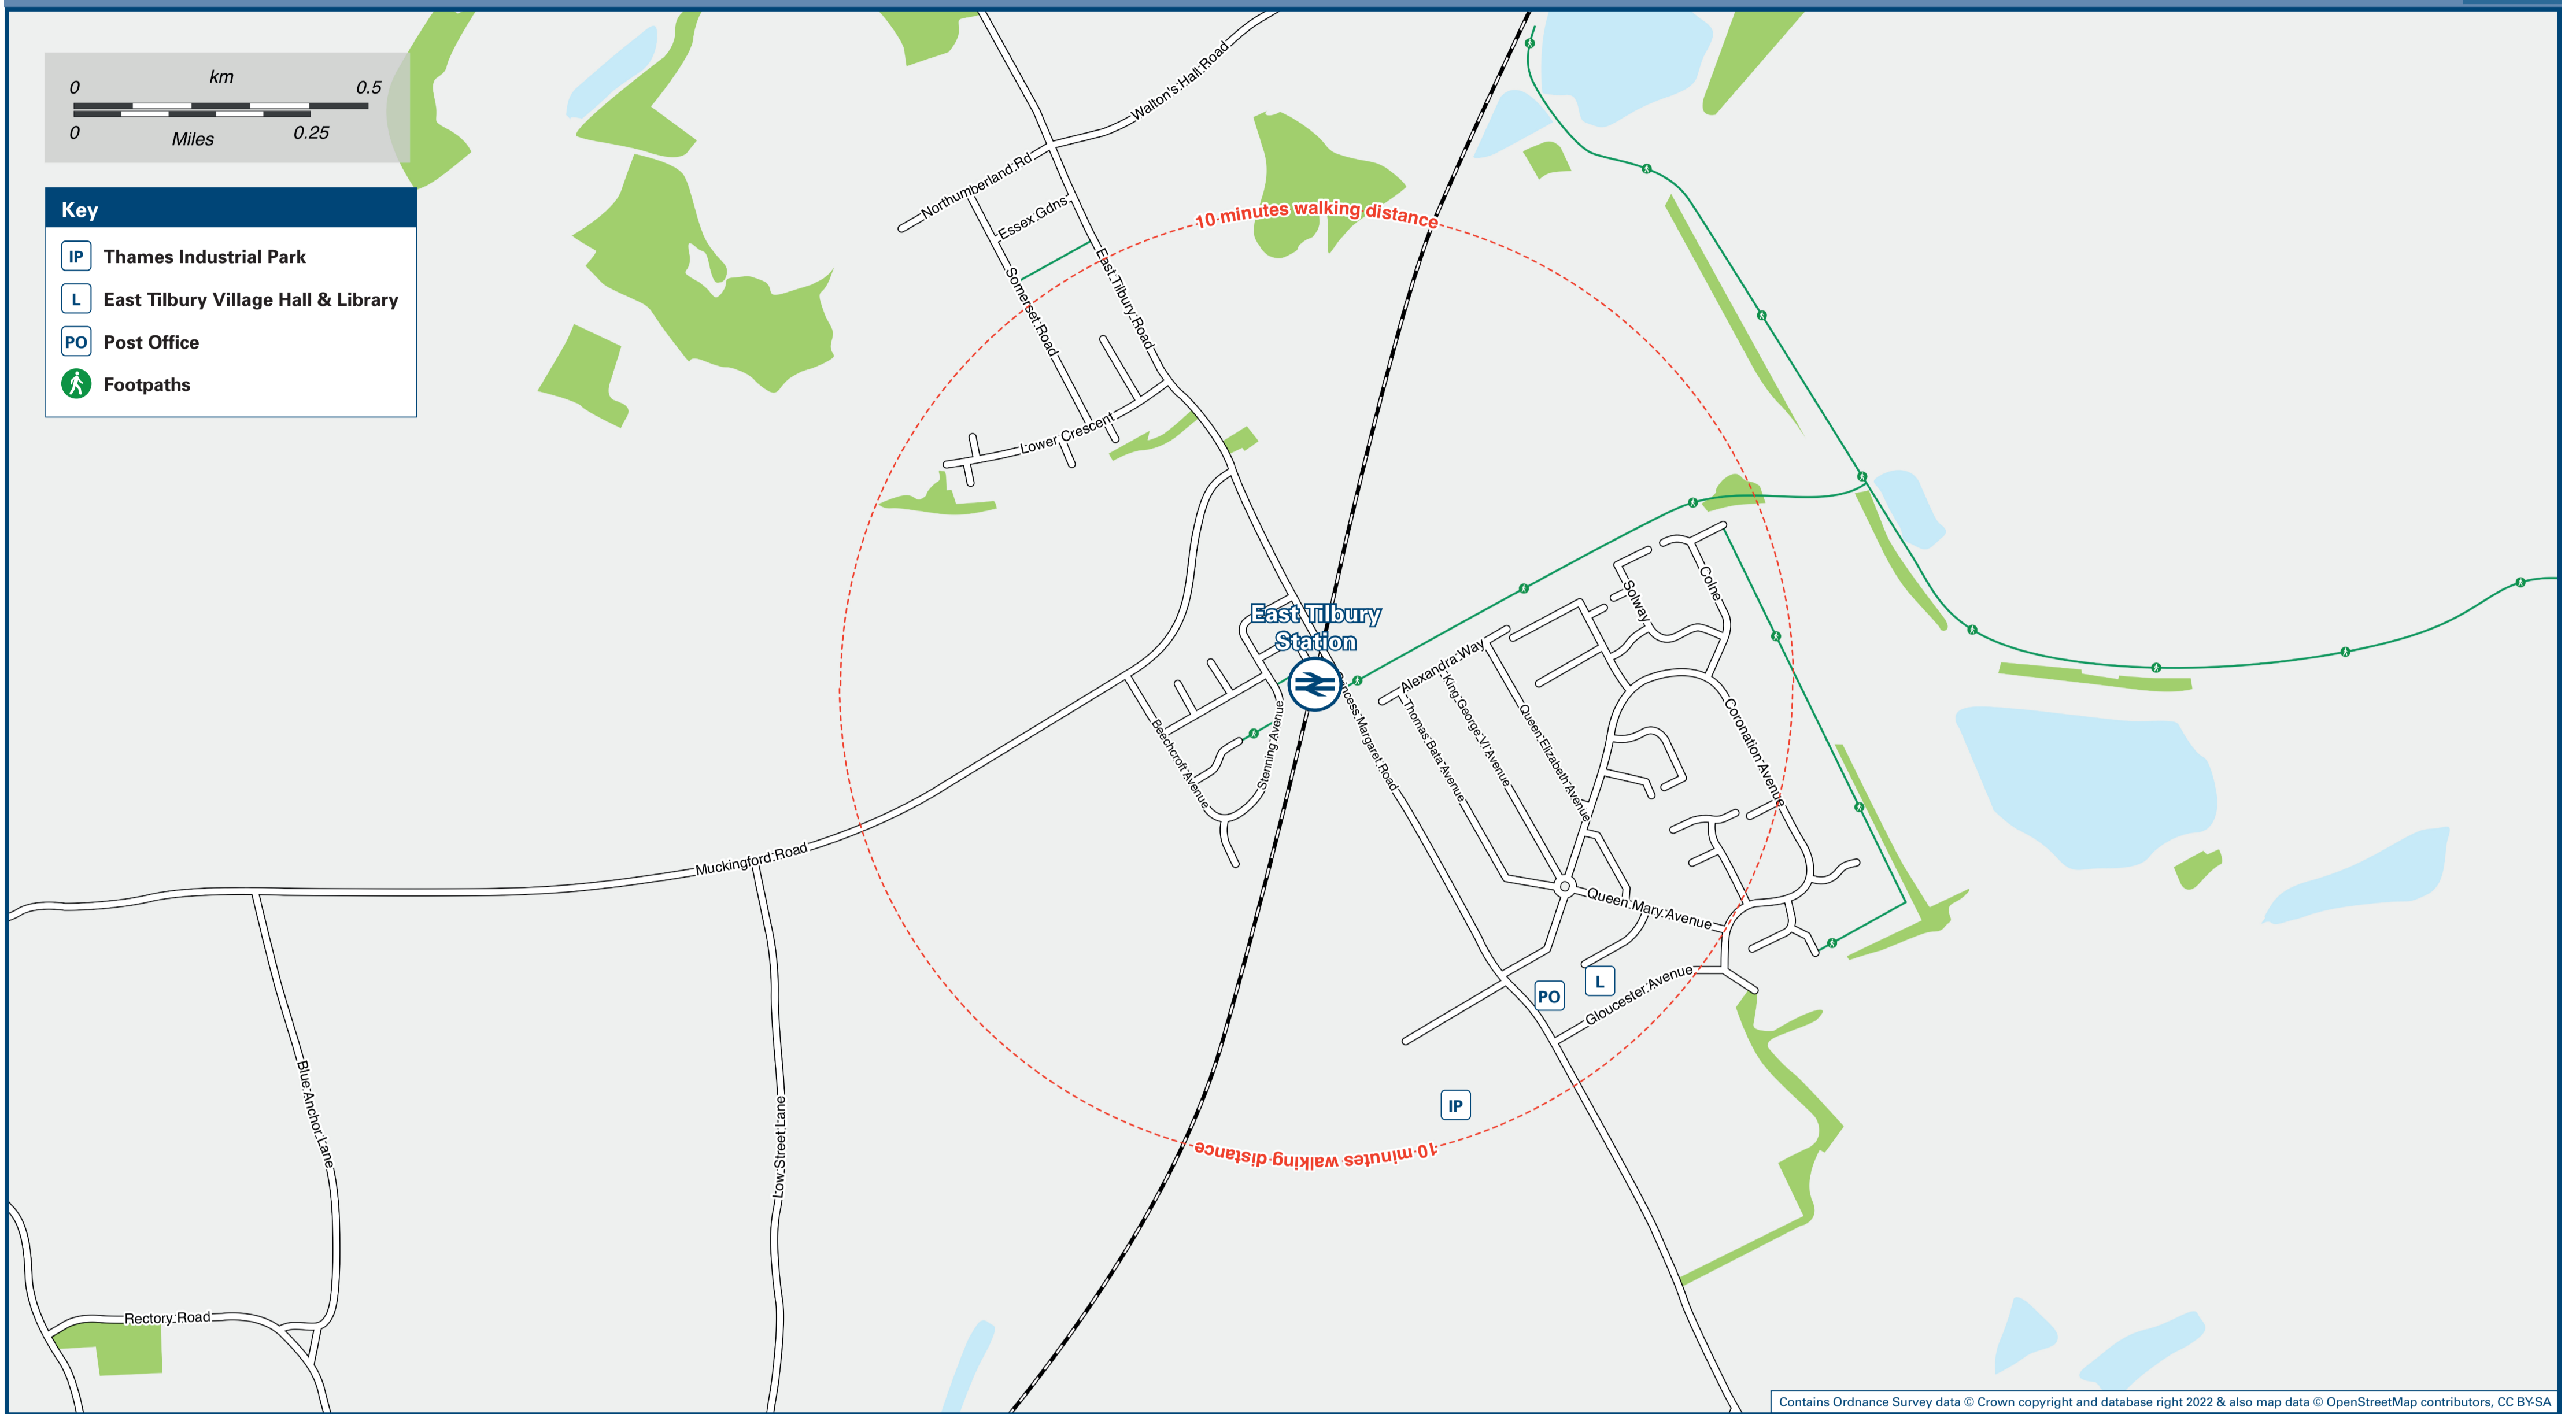 km
0 0.5
0 0.25
Miles
Key
IP Thames Industrial Park
L East Tilbury Village Hall & Library
PO Post Office
Footpaths
Walton's Hall Road
Northumberland Rd
Essex Gdns
10 minutes walking distance
East Tilbury Road
Somerset Road
Lower Crescent
Colne
Solway
East Tilbury
Station
Alexandra Way
Princess Margaret Road
Thomas Bata Avenue
King George VI Avenue
Queen Elizabeth Avenue
Coronation Avenue
Beechcroft Avenue
Stenning Avenue
Muckingford Road
Queen Mary Avenue
L
PO
Gloucester Avenue
IP
10 minutes walking distance
Blue Anchor Lane
Low Street Lane
Rectory Road
Contains Ordnance Survey data © Crown copyright and database right 2022 & also map data © OpenStreetMap contributors, CC BY-SA